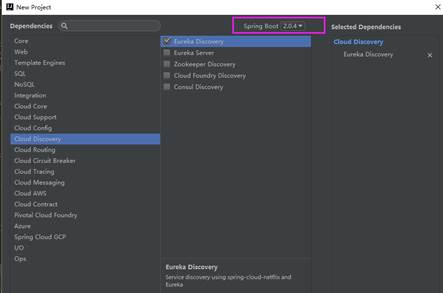 New Project
Dependencies
Spring Boot 2.0.4
Selected Dependencies
Core
Web
Template Engines
SQL
NoSQL
Integration
Cloud Core
Cloud Support
Cloud Config
Cloud Discovery
Cloud Routing
Cloud Circuit Breaker
Cloud Tracing
Cloud Messaging
Cloud AWS
Cloud Contract
Pivotal Cloud Foundry
Azure
Spring Cloud GCP
I/O
Ops
Eureka Discovery
Eureka Server
Zookeeper Discovery
Cloud Foundry Discovery
Consul Discovery
Cloud Discovery
Eureka Discovery
Eureka Discovery
Service discovery using spring-cloud-netflix and
Eureka